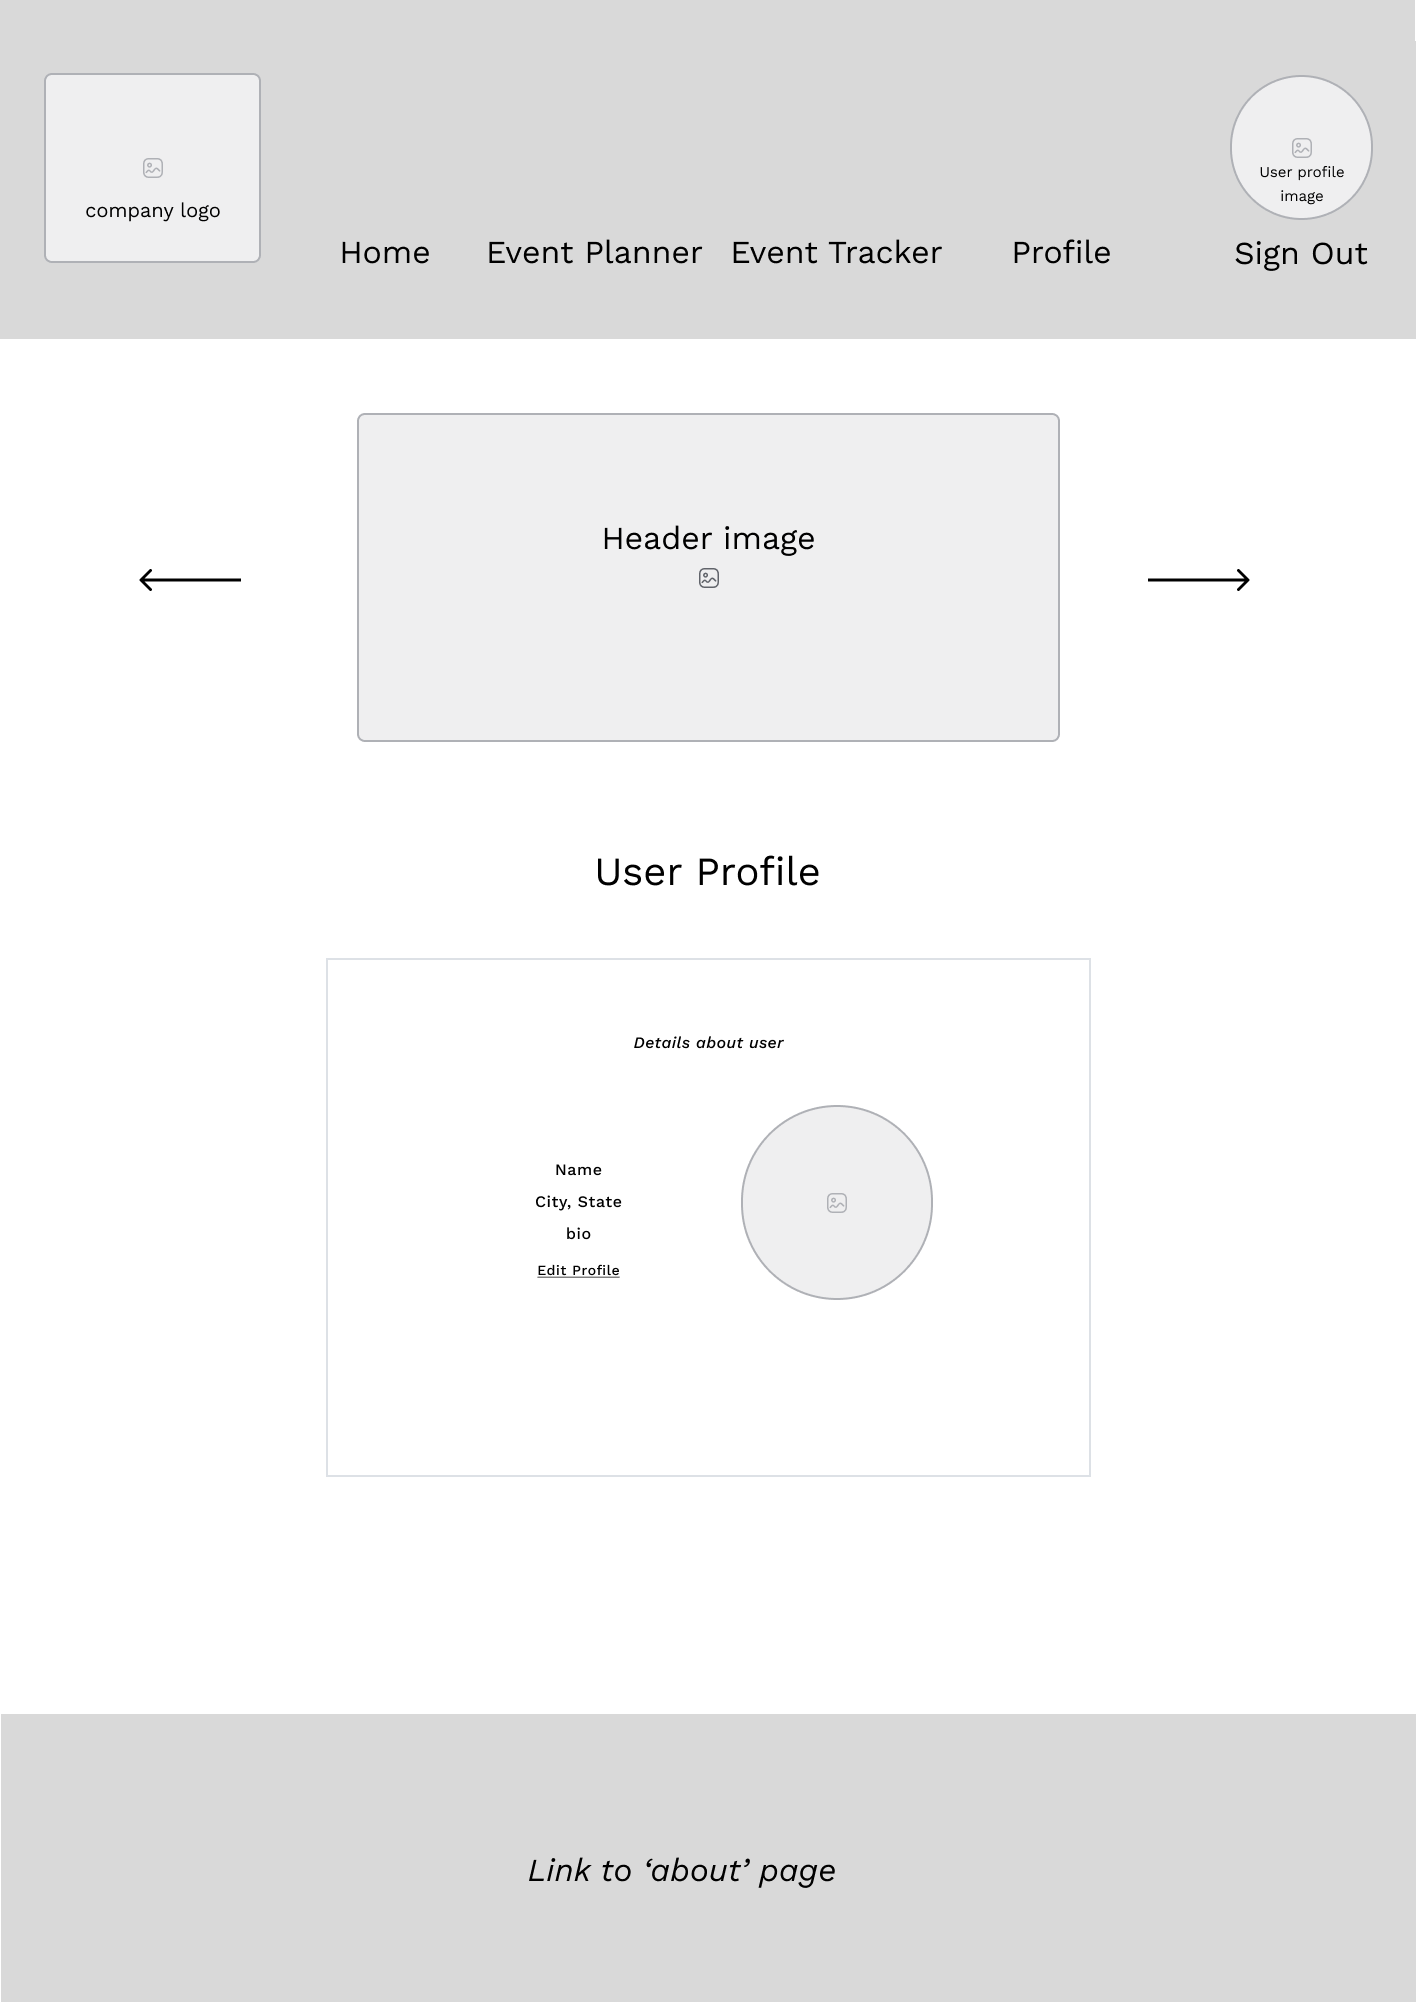 company logo
User profile
image
Home
Event Planner
Event Tracker
Profile
Sign Out
Header image
User Profile
Details about user
Name
City, State
bio
Edit Profile
Link to ‘about’ page